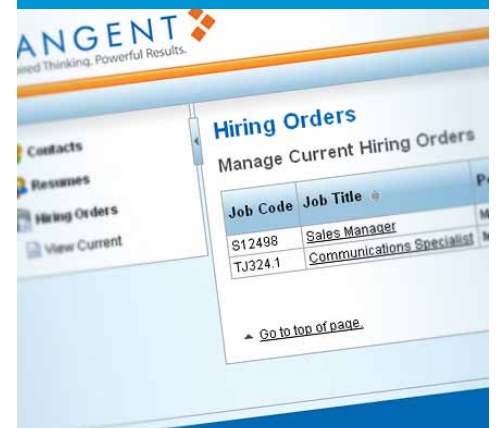 ANGENT
ired Thinking. Powerful Results.
Contacts
Resumes
Hiring Orders
View Current
Hiring Orders
Manage Current Hiring Orders
Job Code Job Title
S12498 Sales Manager
TJ324.1 Communications Specialist
Go to top of page.